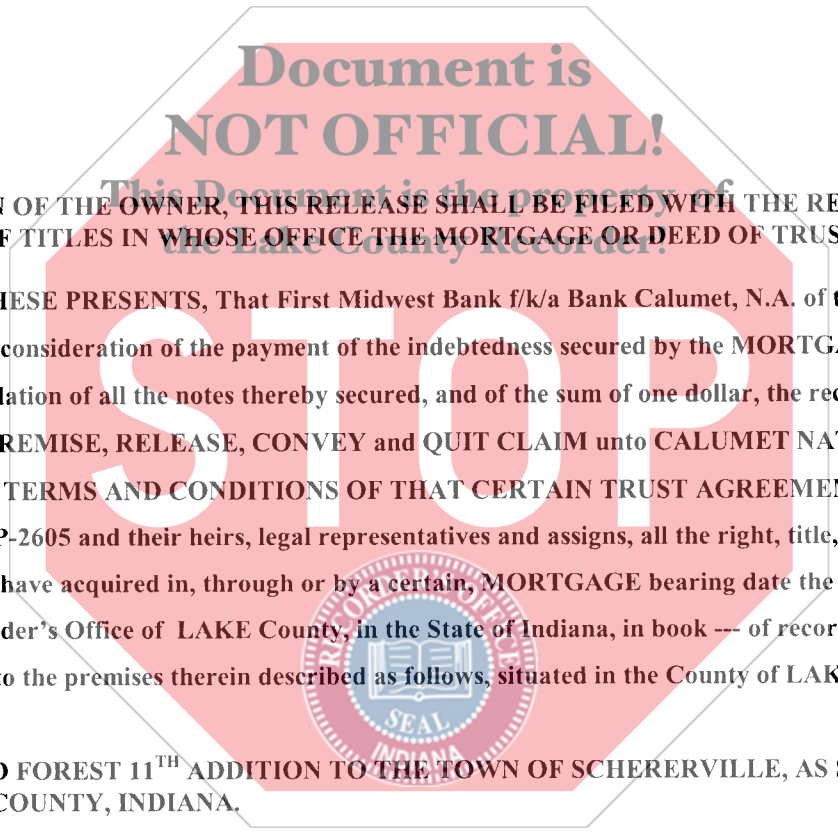 Document is
NOT OFFICIAL!
This Document is the property of
the Lake County Recorder!
OF THE OWNER, THIS RELEASE SHALL BE FILED WITH THE RE
F TITLES IN WHOSE OFFICE THE MORTGAGE OR DEED OF TRUS
HESE PRESENTS, That First Midwest Bank f/k/a Bank Calumet, N.A. of t
consideration of the payment of the indebtedness secured by the MORTGA
lation of all the notes thereby secured, and of the sum of one dollar, the rec
REMISE, RELEASE, CONVEY and QUIT CLAIM unto CALUMET NA
TERMS AND CONDITIONS OF THAT CERTAIN TRUST AGREEME
P-2605 and their heirs, legal representatives and assigns, all the right, title,
have acquired in, through or by a certain, MORTGAGE bearing date the
der's Office of LAKE County, in the State of Indiana, in book --- of recor
o the premises therein described as follows, situated in the County of LAK
FOREST 11TH ADDITION TO THE TOWN OF SCHERERVILLE, AS
COUNTY, INDIANA.
STOP
RECORDER'S OFFICE
SEAL
INDIANA